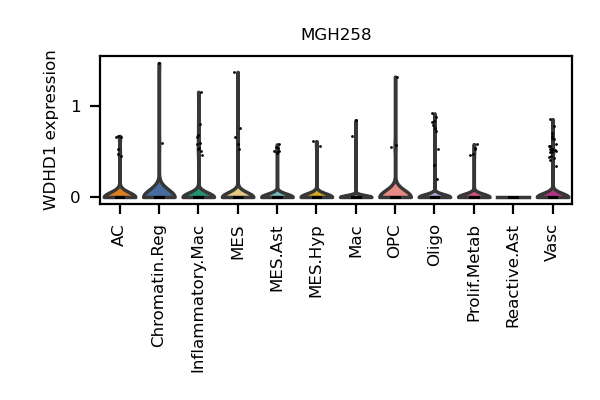 MGH258
WDHD1 expression
1
0
AC
Chromatin.Reg
Inflammatory.Mac
MES
MES.Ast
MES.Hyp
Mac
OPC
Oligo
Prolif.Metab
Reactive.Ast
Vasc